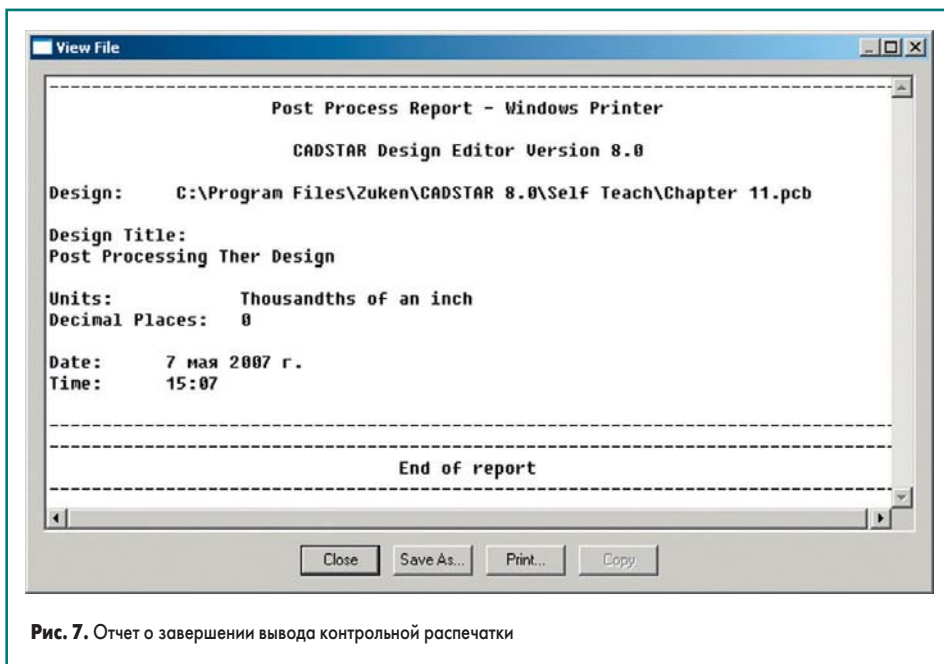 View File
Post Process Report - Windows Printer
CADSTAR Design Editor Version 8.0
Design: C:\Program Files\Zuken\CADSTAR 8.0\Self Teach\Chapter 11.pcb
Design Title:
Post Processing Ther Design
Units: Thousandths of an inch
Decimal Places: 0
Date: 7 мая 2007 г.
Time: 15:07
End of report
Close Save As... Print... Copy
Рис. 7. Отчет о завершении вывода контрольной распечатки